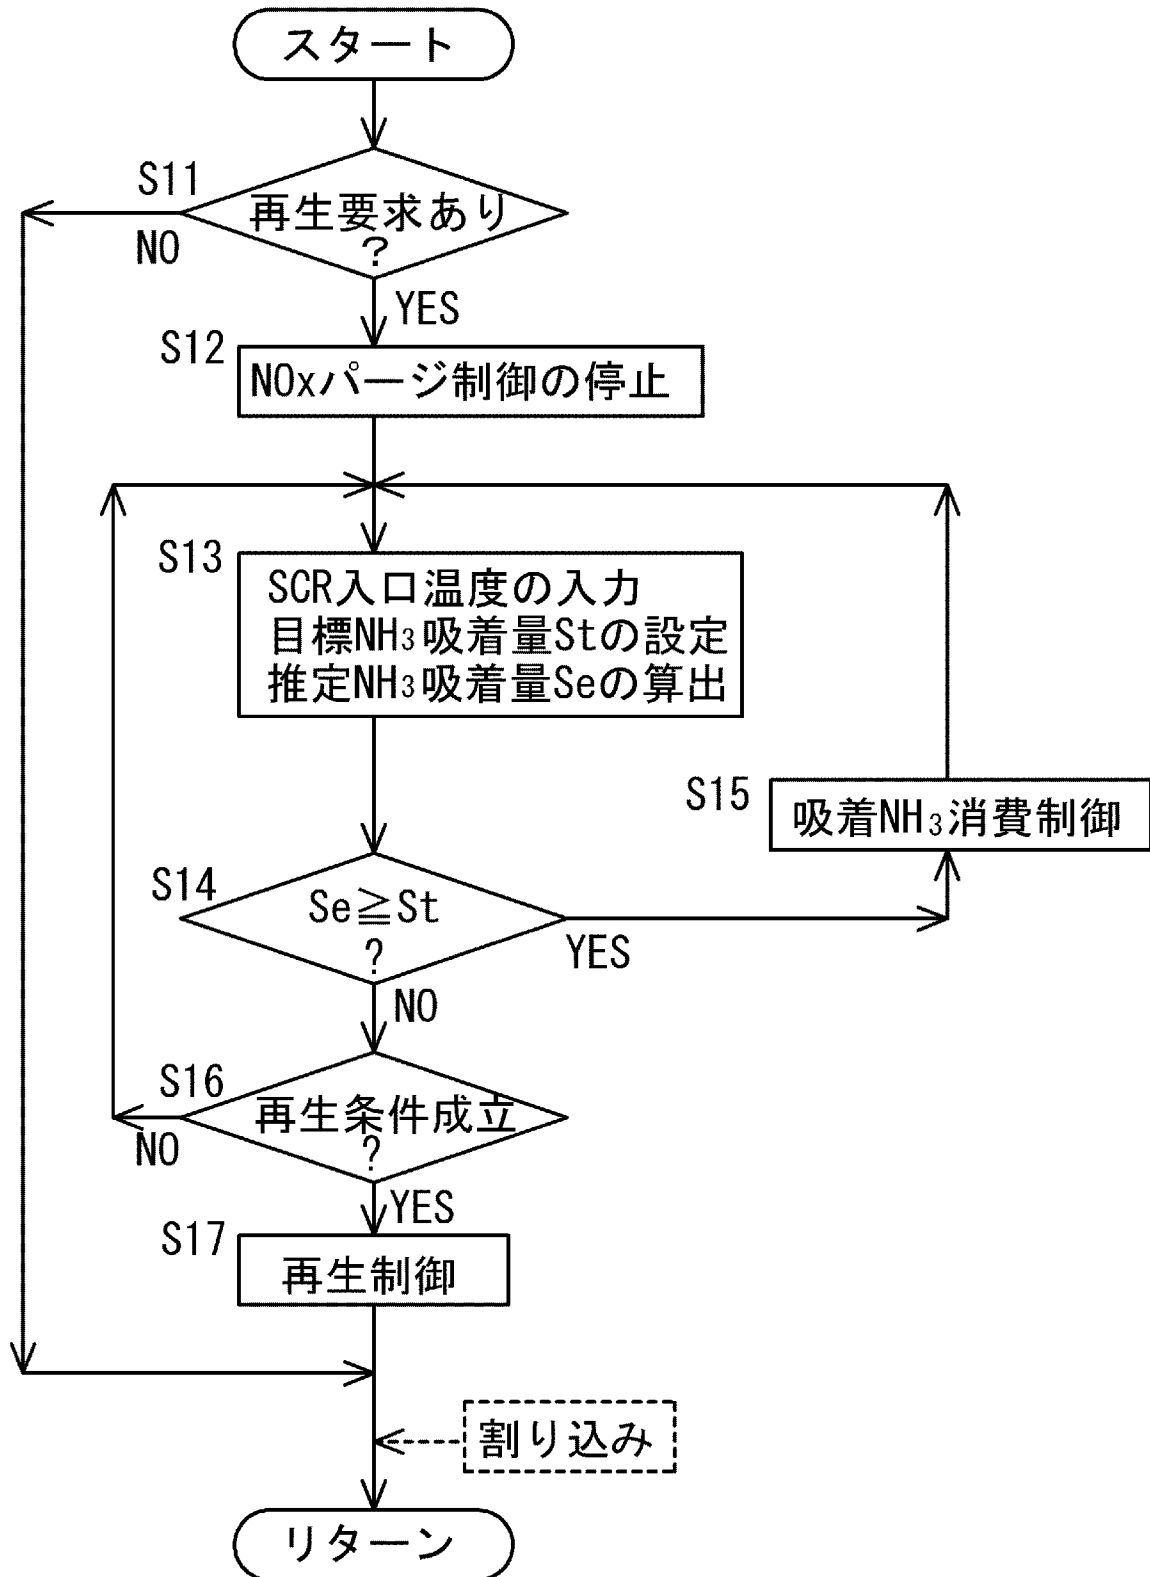 スタート
S11
再生要求あり
?
NO
YES
S12
NOxパージ制御の停止
S13
SCR入口温度の入力
目標NH₃吸着量Stの設定
推定NH₃吸着量Seの算出
S15
吸着NH₃消費制御
S14
Se≧St
?
YES
NO
S16
再生条件成立
?
NO
YES
S17
再生制御
割り込み
リターン